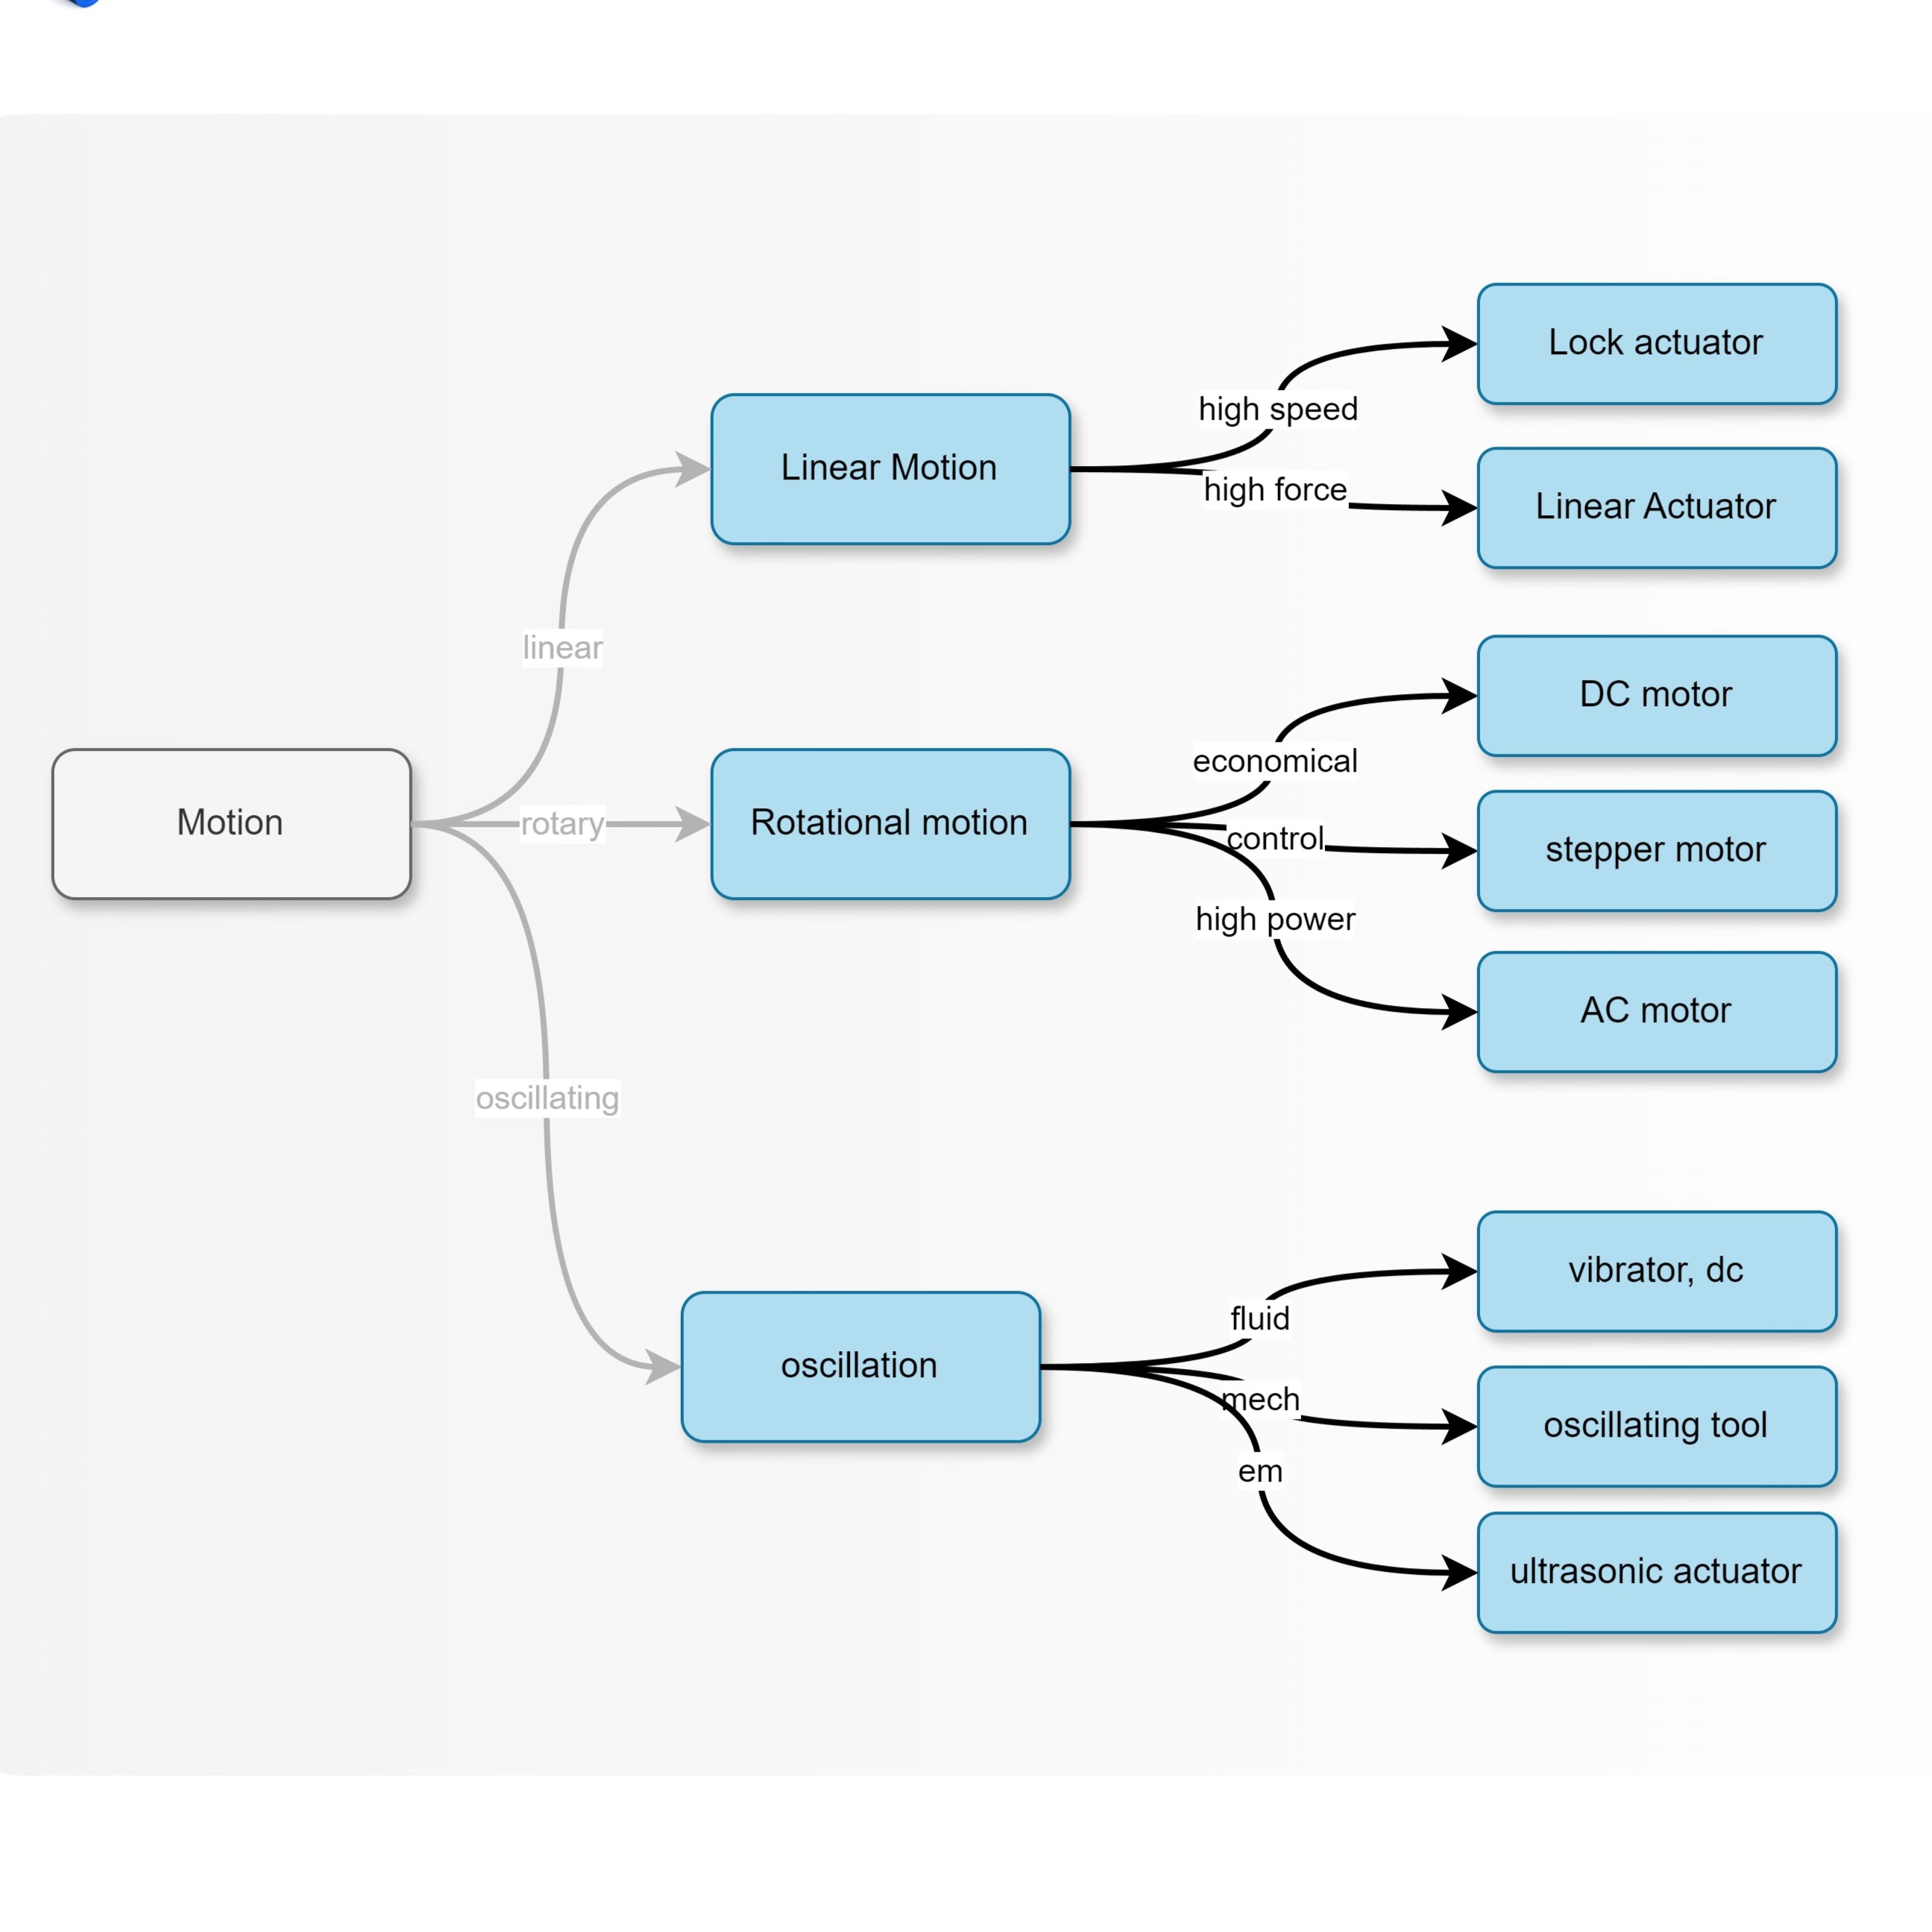 Lock actuator
high speed
Linear Motion
high force
Linear Actuator
linear
DC motor
economical
Motion
rotary
Rotational motion
control
stepper motor
high power
AC motor
oscillating
vibrator, dc
fluid
oscillation
mech
oscillating tool
em
ultrasonic actuator